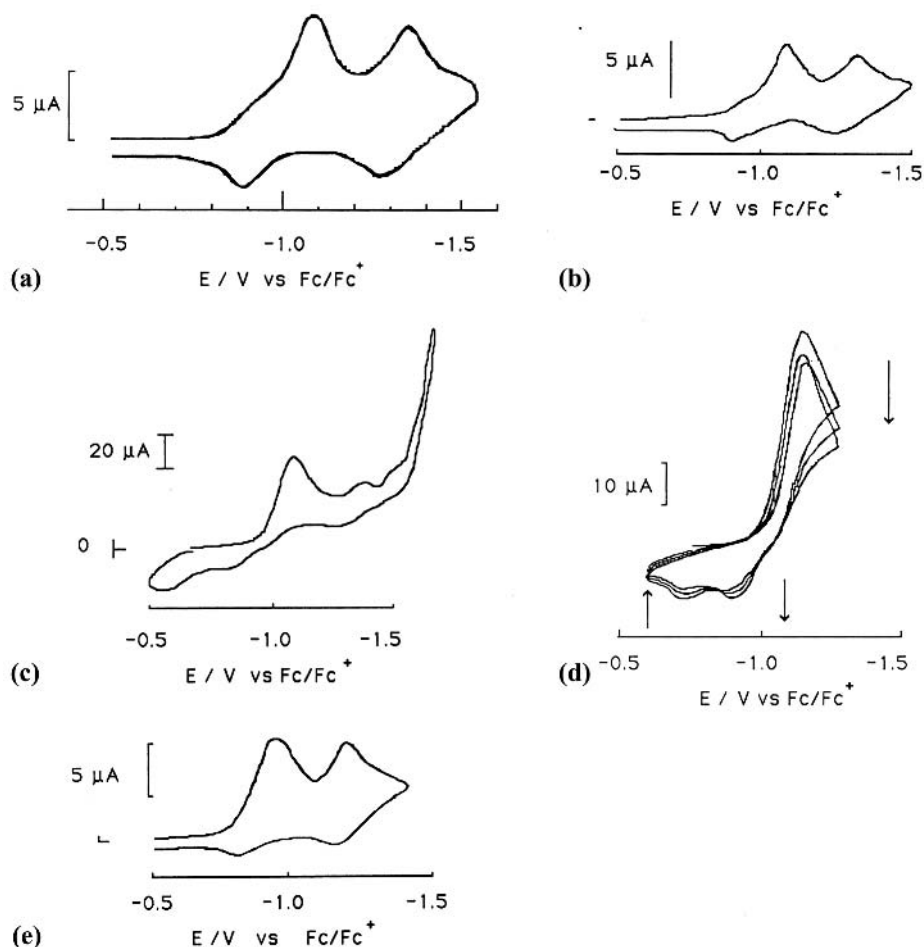 5 μA
-0.5 -1.0 -1.5
E / V vs Fc/Fc+
(a)
5 μA
-0.5 -1.0 -1.5
E / V vs Fc/Fc+
(b)
20 μA
0
-0.5 -1.0 -1.5
E / V vs Fc/Fc+
(c)
10 μA
-0.5 -1.0 -1.5
E / V vs Fc/Fc+
(d)
5 μA
-0.5 -1.0 -1.5
E / V vs Fc/Fc+
(e)